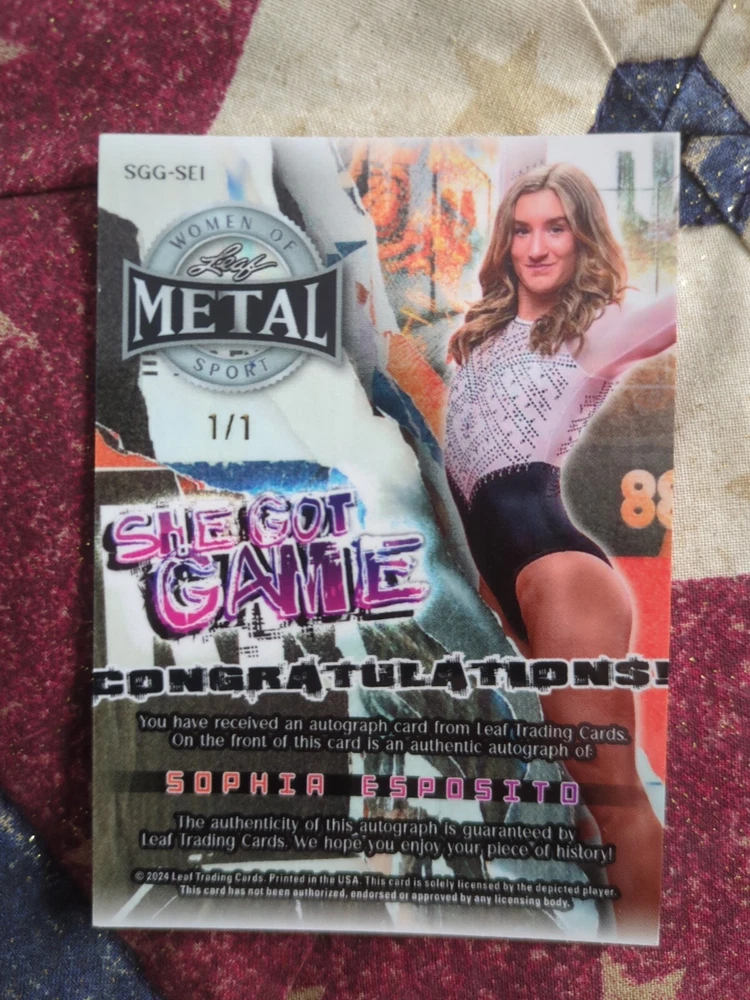 SGG-SE1
WOMEN OF
Leaf
METAL
SPORT
1/1
88
SHE GOT
GAME
CONGRATULATIONS!
You have received an autograph card from Leaf Trading Cards.
On the front of this card is an authentic autograph of:
SOPHIA ESPOSITO
The authenticity of this autograph is guaranteed by
Leaf Trading Cards. We hope you enjoy your piece of history!
© 2024 Leaf Trading Cards. Printed in the USA. This card is solely licensed by the depicted player.
This card has not been authorized, endorsed or approved by any licensing body.